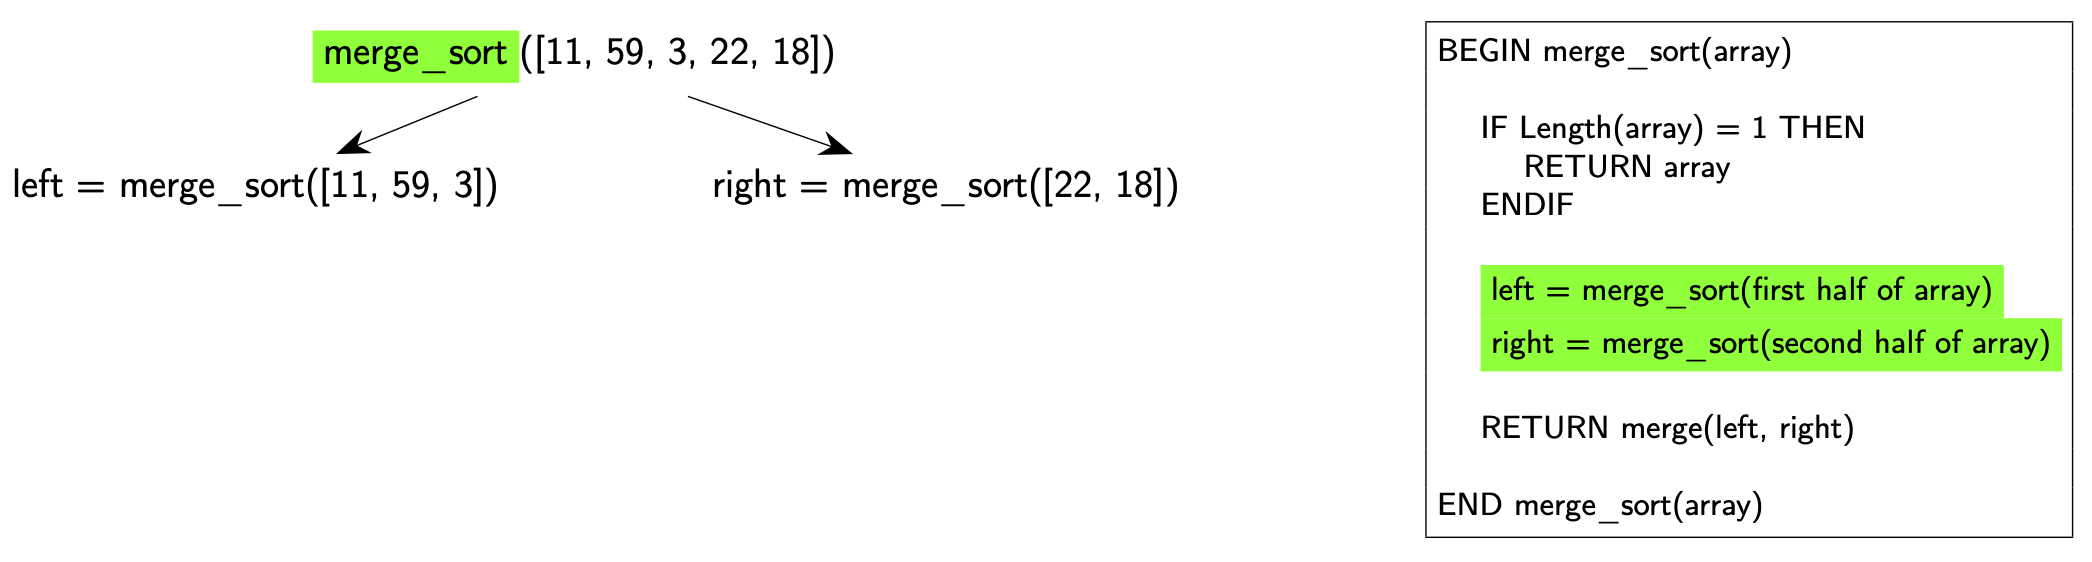 merge_sort([11, 59, 3, 22, 18])
left = merge_sort([11, 59, 3])
right = merge_sort([22, 18])
BEGIN merge_sort(array)
IF Length(array) = 1 THEN
RETURN array
ENDIF
left = merge_sort(first half of array)
right = merge_sort(second half of array)
RETURN merge(left, right)
END merge_sort(array)